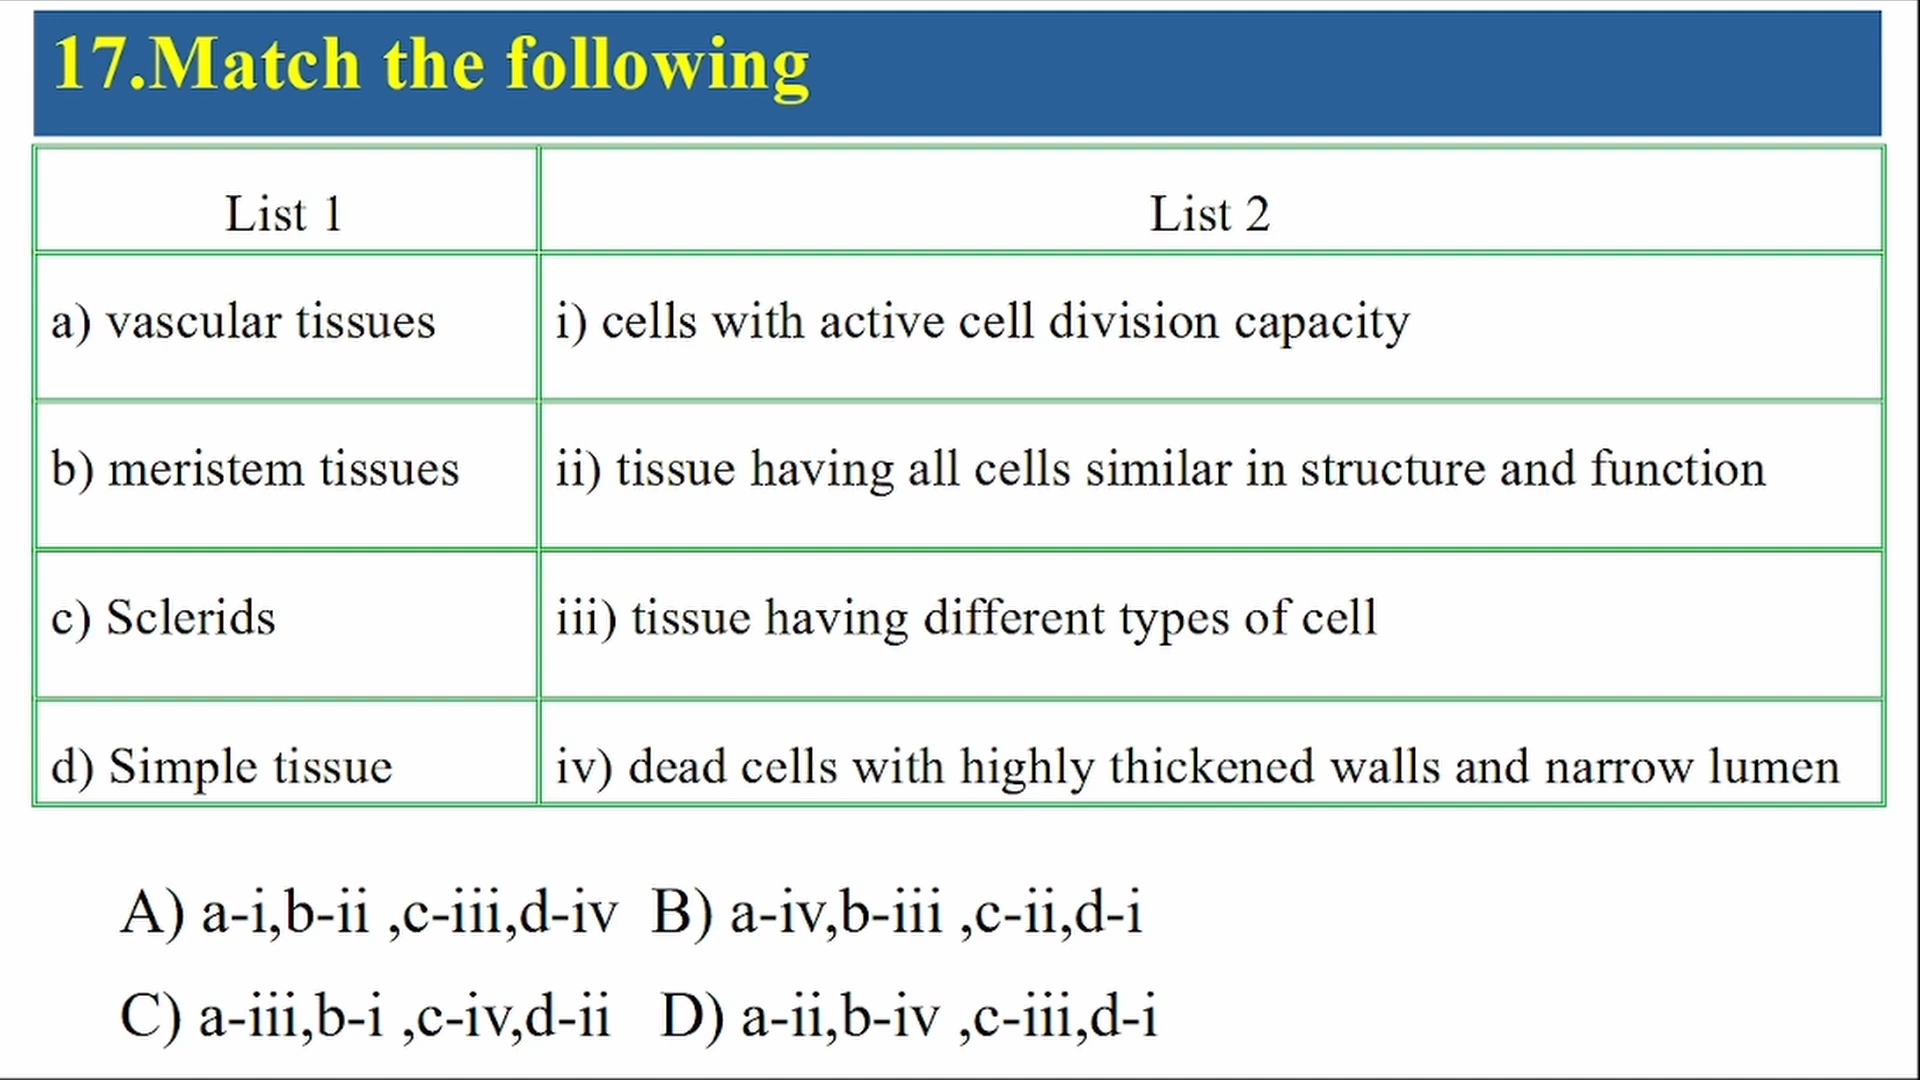 17.Match the following
List 1 List 2
a) vascular tissues i) cells with active cell division capacity
b) meristem tissues ii) tissue having all cells similar in structure and function
c) Sclerids iii) tissue having different types of cell
d) Simple tissue iv) dead cells with highly thickened walls and narrow lumen
A) a-i,b-ii ,c-iii,d-iv B) a-iv,b-iii ,c-ii,d-i
C) a-iii,b-i ,c-iv,d-ii D) a-ii,b-iv ,c-iii,d-i